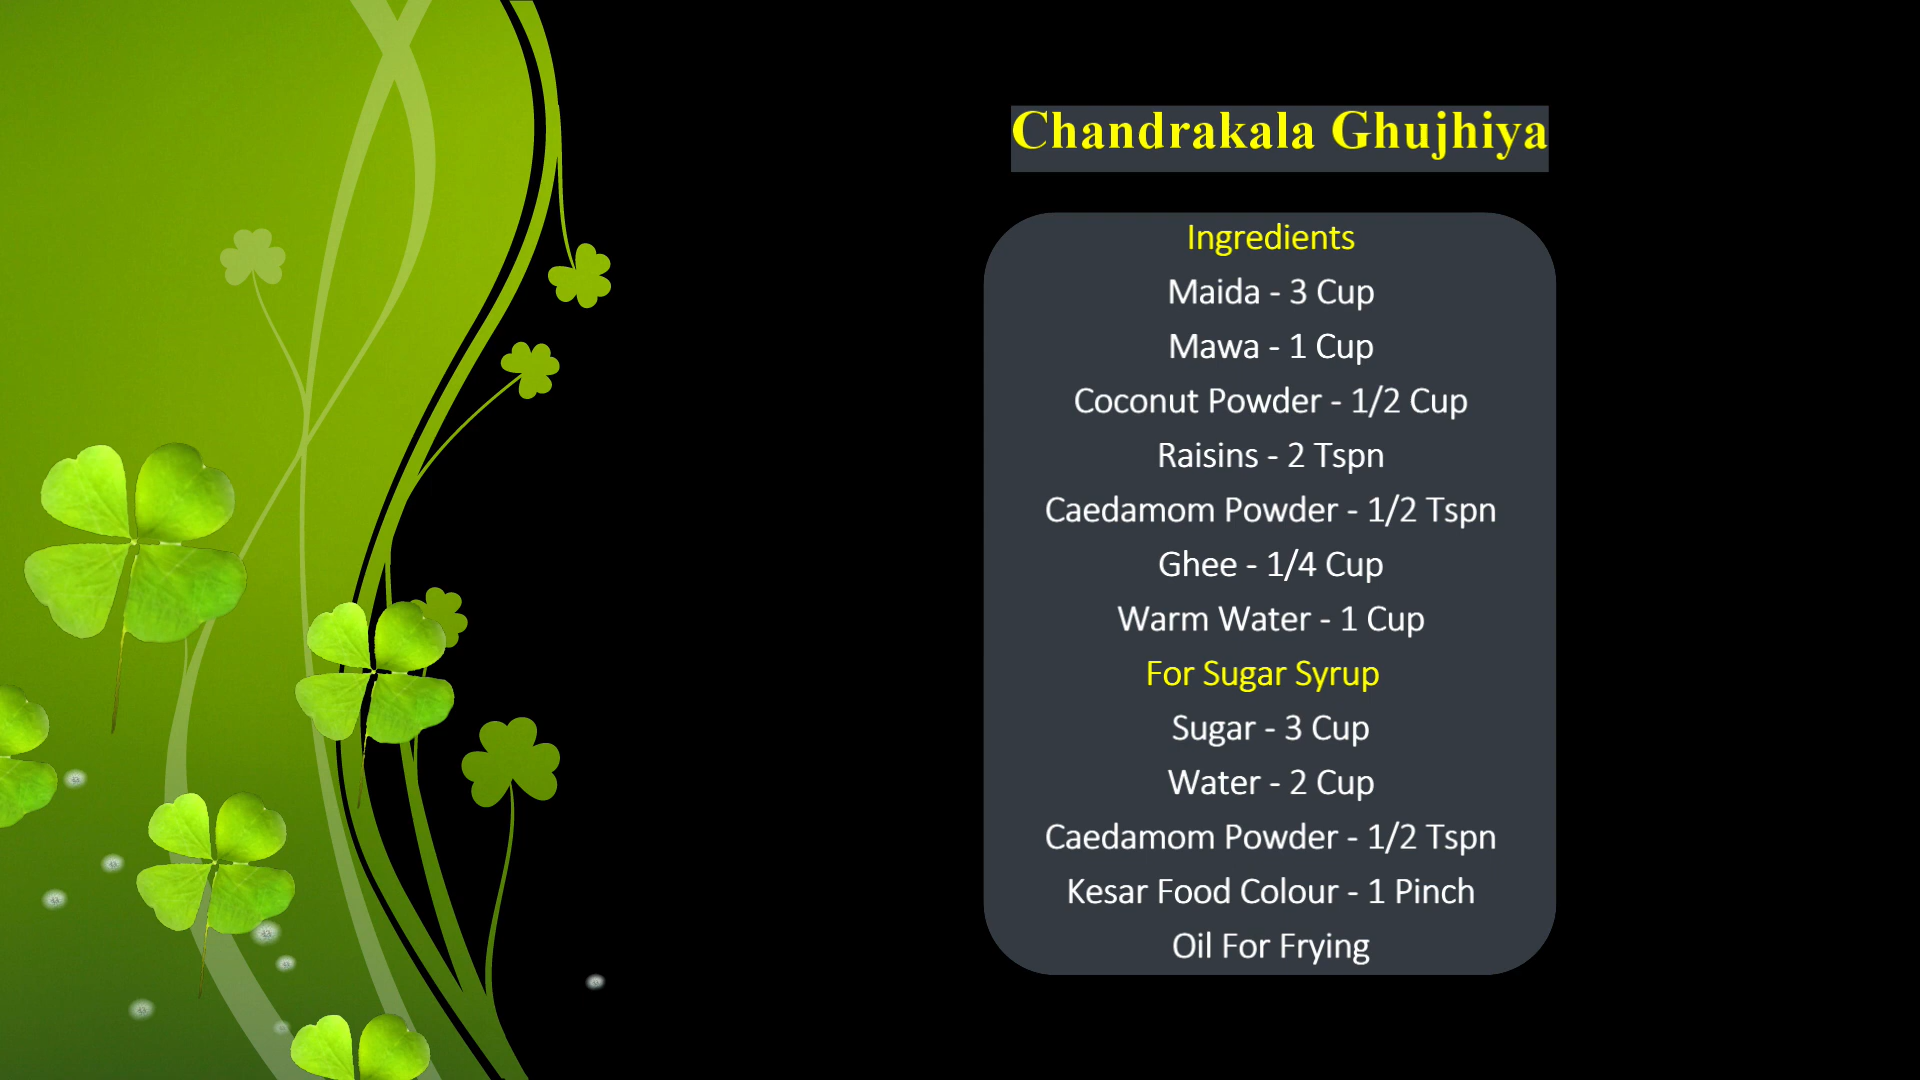 Chandrakala Ghujhiya
Ingredients
Maida - 3 Cup
Mawa - 1 Cup
Coconut Powder - 1/2 Cup
Raisins - 2 Tspn
Caedamom Powder - 1/2 Tspn
Ghee - 1/4 Cup
Warm Water - 1 Cup
For Sugar Syrup
Sugar - 3 Cup
Water - 2 Cup
Caedamom Powder - 1/2 Tspn
Kesar Food Colour - 1 Pinch
Oil For Frying